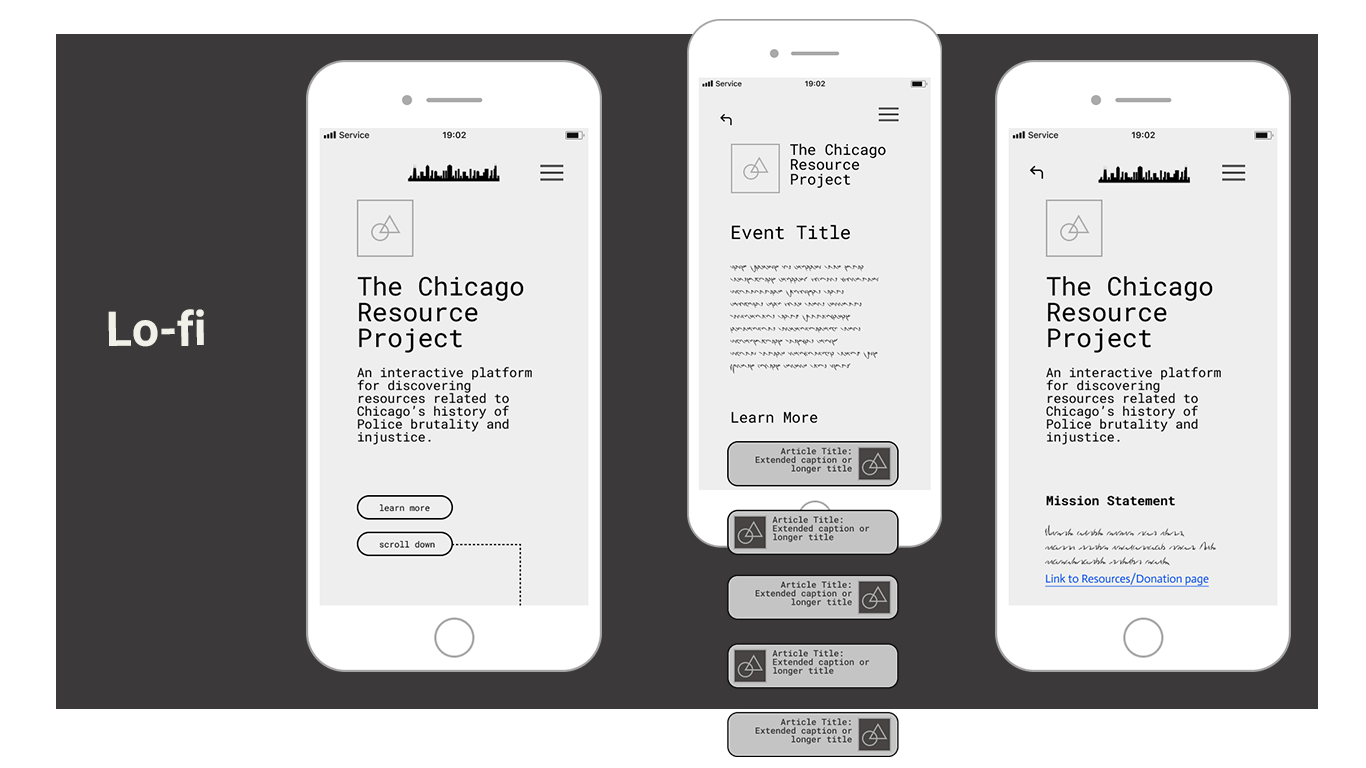 Lo-fi
Service 19:02
The Chicago
Resource
Project
An interactive platform
for discovering
resources related to
Chicago's history of
Police brutality and
injustice.
learn more
scroll down
Service 19:02
The Chicago
Resource
Project
Event Title
Learn More
Article Title:
Extended caption or
longer title
Article Title:
Extended caption or
longer title
Article Title:
Extended caption or
longer title
Article Title:
Extended caption or
longer title
Article Title:
Extended caption or
longer title
Service 19:02
The Chicago
Resource
Project
An interactive platform
for discovering
resources related to
Chicago's history of
Police brutality and
injustice.
Mission Statement
Link to Resources/Donation page